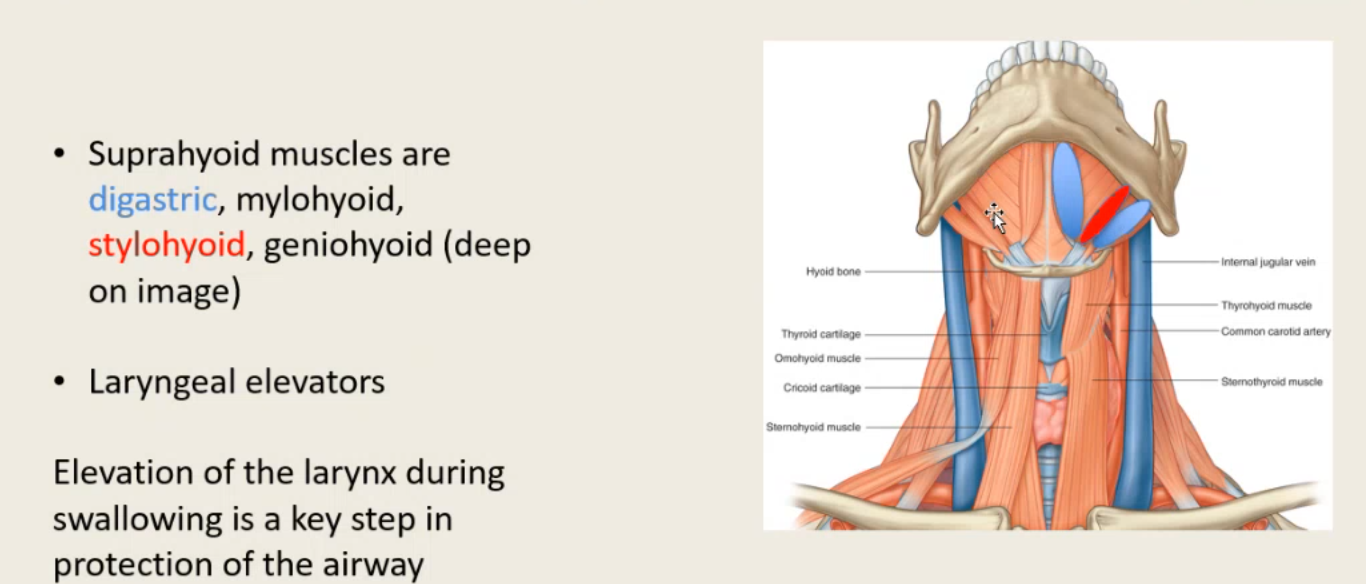 • Suprahyoid muscles are
digastric, mylohyoid,
stylohyoid, geniohyoid (deep
on image)
• Laryngeal elevators
Elevation of the larynx during
swallowing is a key step in
protection of the airway
Hyoid bone
Thyroid cartilage
Omohyoid muscle
Cricoid cartilage
Sternohyoid muscle
Internal jugular vein
Thyrohyoid muscle
Common carotid artery
Sternothyroid muscle